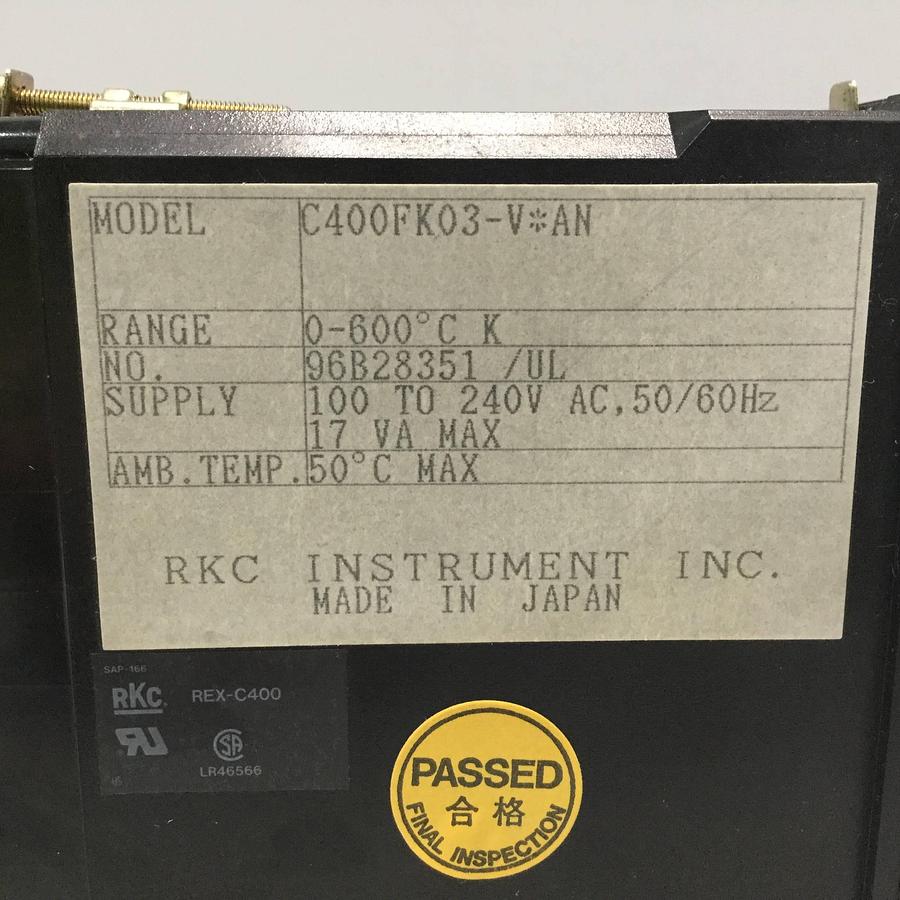 MODEL C400FK03-V*AN
RANGE 0-600°C K
NO. 96B28351 /UL
SUPPLY 100 TO 240V AC,50/60Hz
17 VA MAX
AMB.TEMP. 50°C MAX
RKC INSTRUMENT INC.
MADE IN JAPAN
SAP-166
RKC REX-C400
RU SA
LR46566
PASSED
合格
FINAL INSPECTION